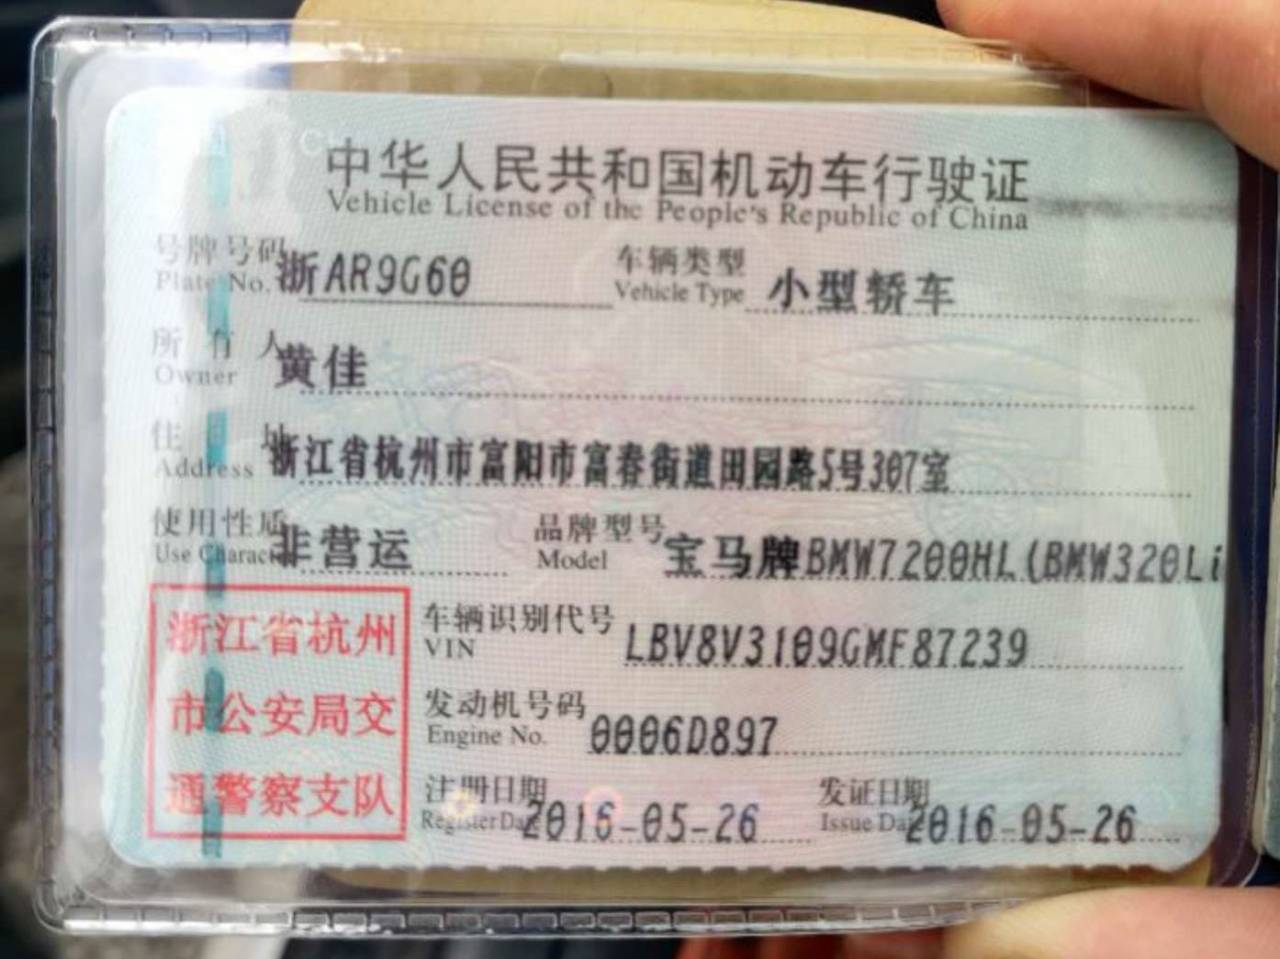 中华人民共和国机动车行驶证
Vehicle License of the People's Republic of China
号牌号码 浙AR9G60 车辆类型 小型轿车
Plate No. Vehicle Type
所有人 黄佳
Owner
住址 浙江省杭州市富阳市富春街道田园路5号307室
Address
使用性质 非营运 品牌型号 宝马牌BMW7200HL(BMW320Li
Use Charact Model
浙江省杭州
市公安局交
通警察支队
车辆识别代号 LBV8V3109GMF87239
VIN
发动机号码 0006D897
Engine No.
注册日期 2016-05-26 发证日期 2016-05-26
Register Da Issue Da